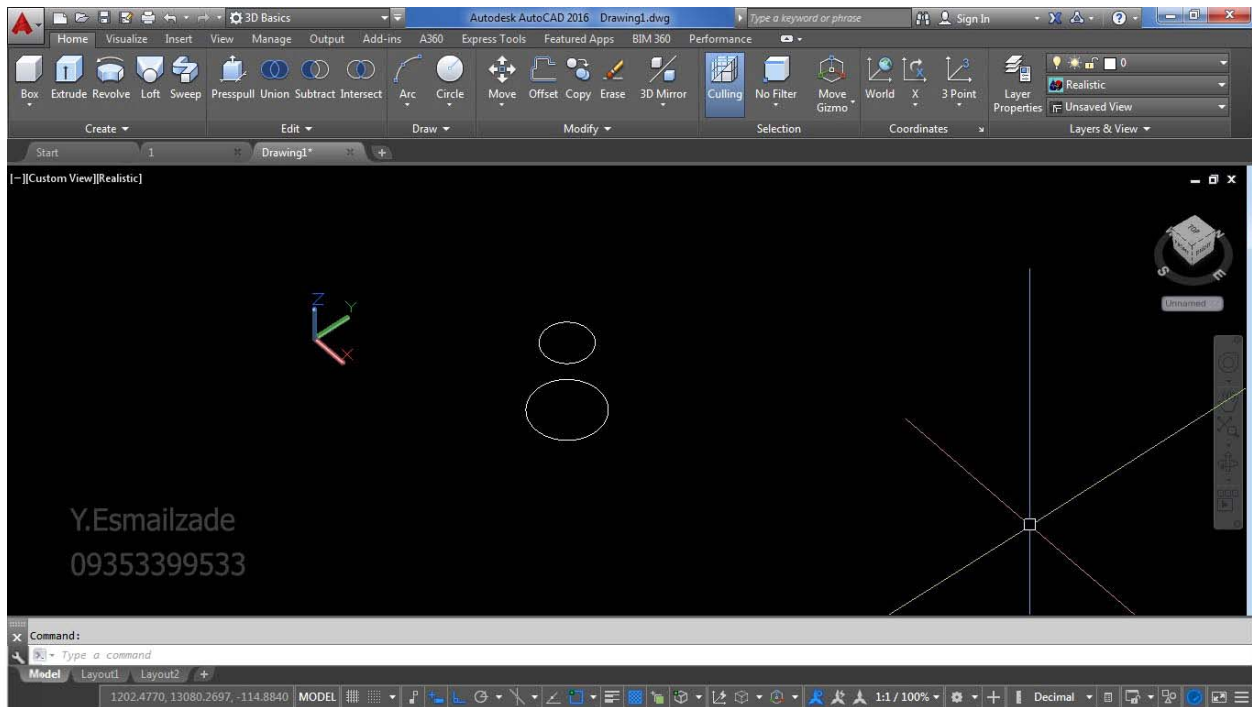 3D Basics Autodesk AutoCAD 2016 Drawing1.dwg Type a keyword or phrase Sign In
Home Visualize Insert View Manage Output Add-ins A360 Express Tools Featured Apps BIM 360 Performance
Box Extrude Revolve Loft Sweep Presspull Union Subtract Intersect Arc Circle Move Offset Copy Erase 3D Mirror Culling No Filter Move Gizmo World X 3 Point Layer Properties 0
Realistic
Unsaved View
Create Edit Draw Modify Selection Coordinates Layers & View
Start 1 Drawing1* +
[−][Custom View][Realistic]
TOP
FRONT RIGHT
S E
Unnamed
Z Y
X
Y.Esmailzade
09353399533
Command:
Type a command
Model Layout1 Layout2 +
1202.4770, 13080.2697, -114.8840 MODEL 1:1 / 100% Decimal